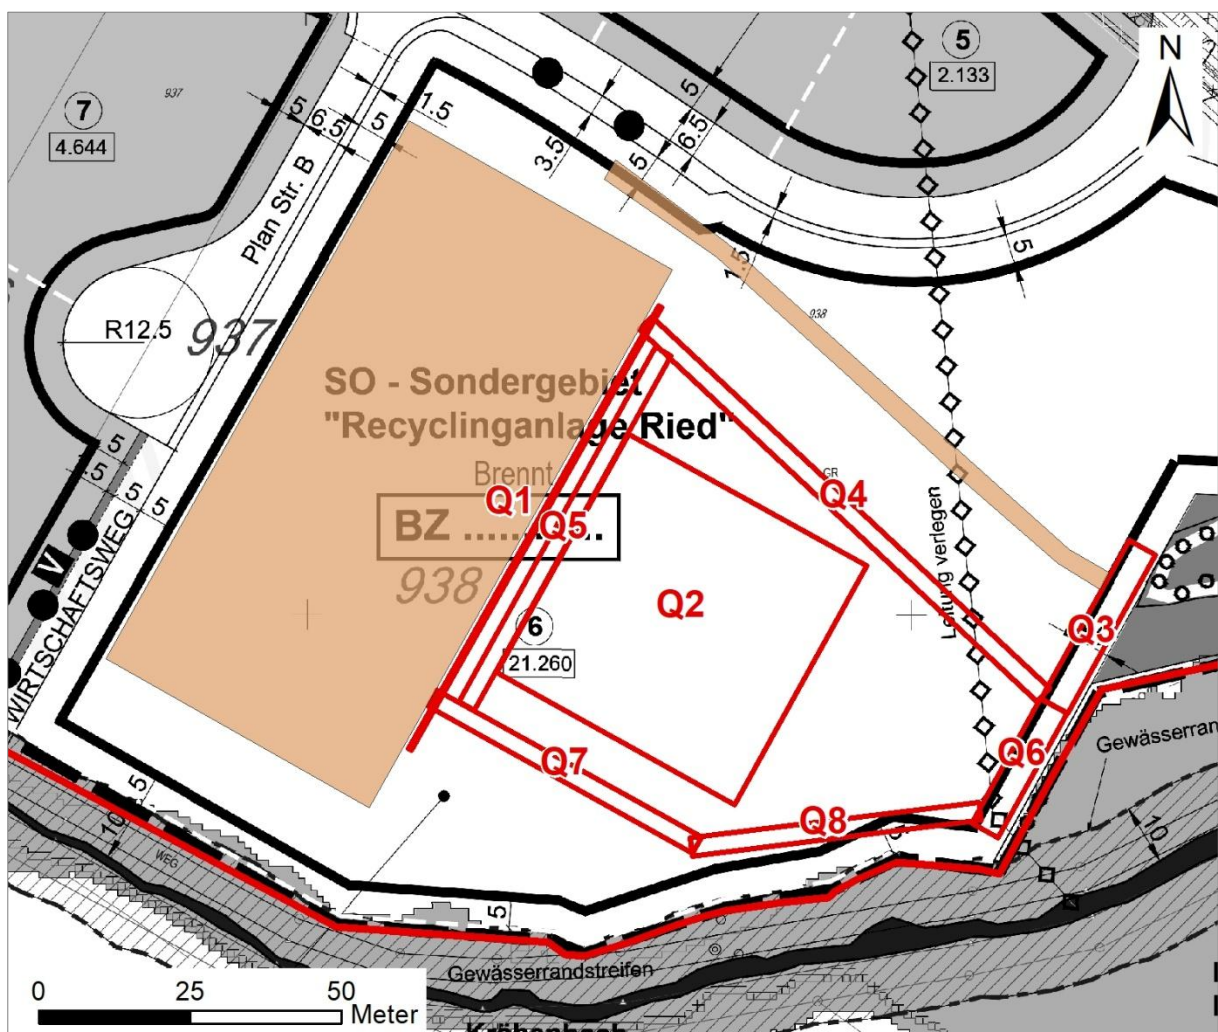 N
5
2.133
7
4.644
937
5
6.5
5
1.5
3.5
5
5
6.5
Plan Str. B
1.5
5
R12.5
937
938
SO - Sondergebiet
"Recyclinganlage Ried"
Brennt.
BZ ............
938
GR
Q1
Q5
Q4
Q2
Q3
Q6
Q7
Q8
6
21.260
Leitung verlegen
5
5
5
5
V
WIRTSCHAFTSWEG
5
10
WEG
5
10
Gewässerran
Gewässerrandstreifen
Krähenbach
0 25 50
Meter